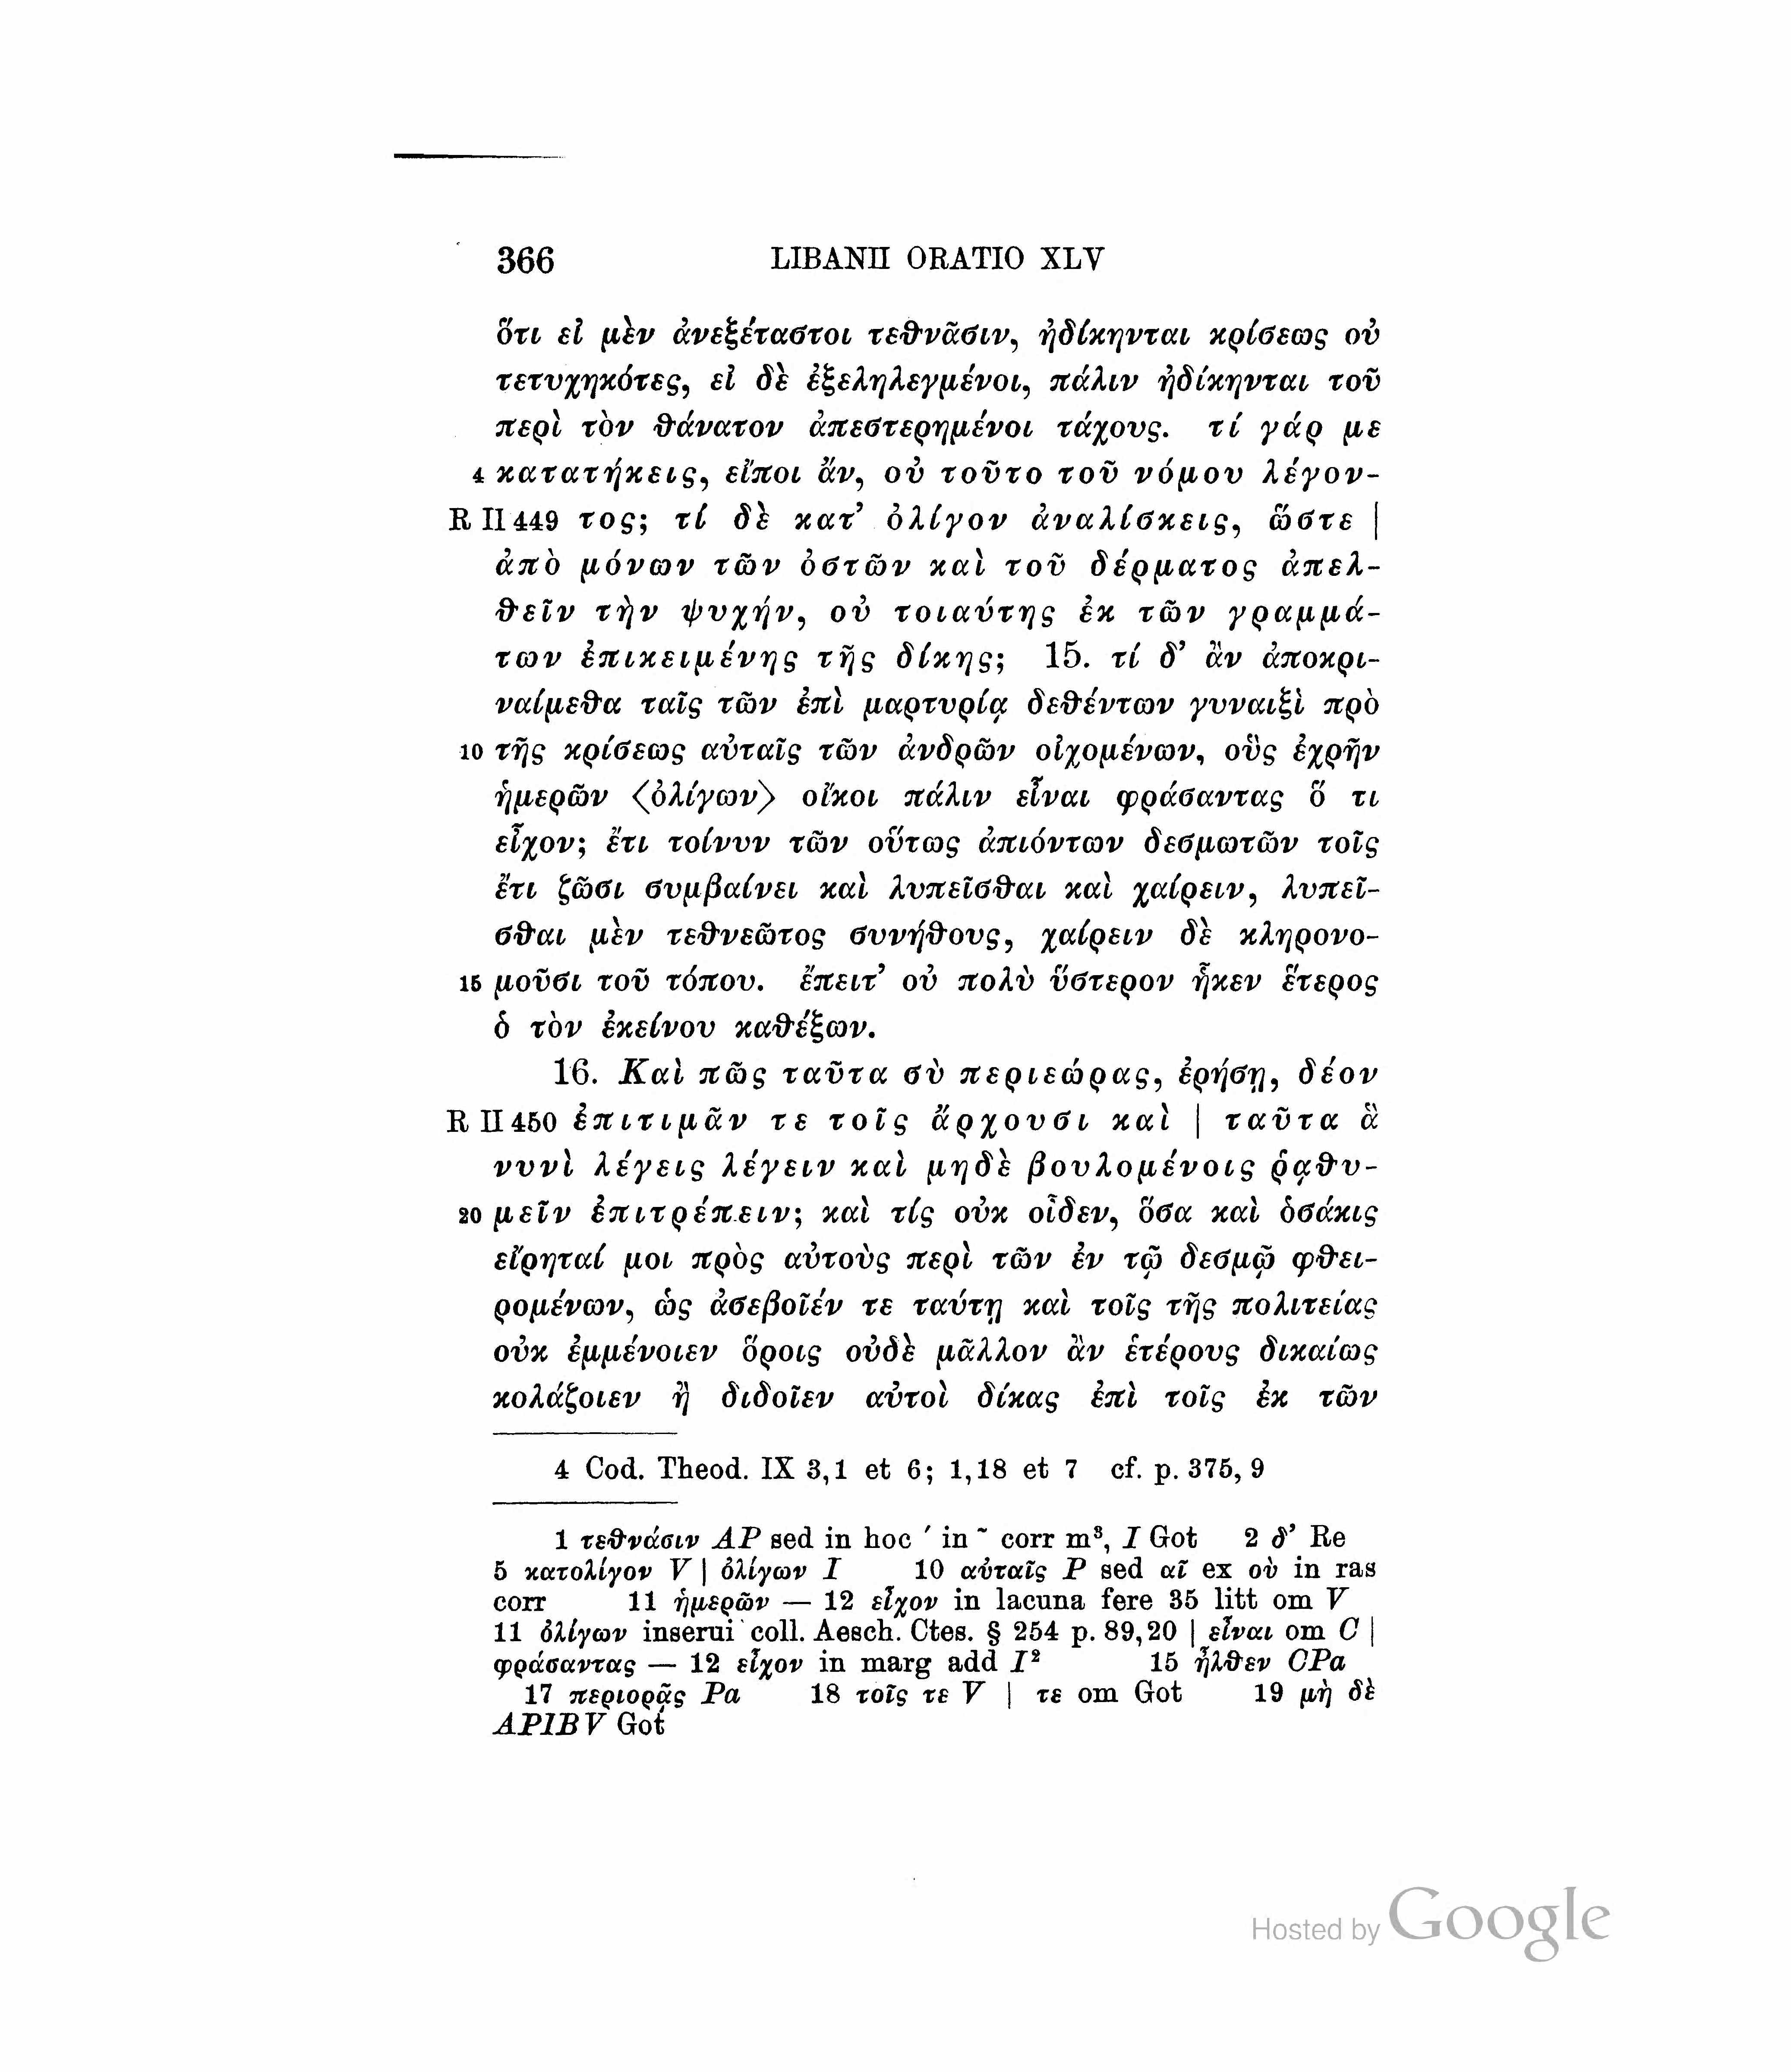 366 LIBANII ORATIO XLV
ὅτι εἰ μὲν ἀνεξέταστοι τεθνᾶσιν, ἠδίκηνται κρίσεως οὐ
τετυχηκότες, εἰ δὲ ἐξεληλεγμένοι, πάλιν ἠδίκηνται τοῦ
περὶ τὸν θάνατον ἀπεστερημένοι τάχους. τί γάρ με
4 κατατήκεις, εἴποι ἄν, οὐ τοῦτο τοῦ νόμου λέγον-
R II 449 τος; τί δὲ κατ’ ὀλίγον ἀναλίσκεις, ὥστε |
ἀπὸ μόνων τῶν ὀστῶν καὶ τοῦ δέρματος ἀπελ-
θεῖν τὴν ψυχήν, οὐ τοιαύτης ἐκ τῶν γραμμά-
των ἐπικειμένης τῆς δίκης; 15. τί δ’ ἂν ἀποκρι-
ναίμεθα ταῖς τῶν ἐπὶ μαρτυρίᾳ δεθέντων γυναιξὶ πρὸ
10 τῆς κρίσεως αὐταῖς τῶν ἀνδρῶν οἰχομένων, οὓς ἐχρῆν
ἡμερῶν ⟨ὀλίγων⟩ οἴκοι πάλιν εἶναι φράσαντας ὅ τι
εἶχον; ἔτι τοίνυν τῶν οὕτως ἀπιόντων δεσμωτῶν τοῖς
ἔτι ζῶσι συμβαίνει καὶ λυπεῖσθαι καὶ χαίρειν, λυπεῖ-
σθαι μὲν τεθνεῶτος συνήθους, χαίρειν δὲ κληρονο-
15 μοῦσι τοῦ τόπου. ἔπειτ’ οὐ πολὺ ὕστερον ἧκεν ἕτερος
ὁ τὸν ἐκείνου καθέξων.
16. Καὶ πῶς ταῦτα σὺ περιεώρας, ἐρήσῃ, δέον
R II 450 ἐπιτιμᾶν τε τοῖς ἄρχουσι καὶ | ταῦτα ἃ
νυνὶ λέγεις λέγειν καὶ μηδὲ βουλομένοις ῥᾳθυ-
20 μεῖν ἐπιτρέπειν; καὶ τίς οὐκ οἶδεν, ὅσα καὶ ὁσάκις
εἴρηταί μοι πρὸς αὐτοὺς περὶ τῶν ἐν τῷ δεσμῷ φθει-
ρομένων, ὡς ἀσεβοῖέν τε ταύτῃ καὶ τοῖς τῆς πολιτείας
οὐκ ἐμμένοιεν ὅροις οὐδὲ μᾶλλον ἂν ἑτέρους δικαίως
κολάζοιεν ἢ διδοῖεν αὐτοὶ δίκας ἐπὶ τοῖς ἐκ τῶν
4 Cod. Theod. IX 3,1 et 6; 1,18 et 7 cf. p. 375, 9
1 τεθνάσιν AP sed in hoc ´ in ῀ corr m³, I Got 2 δ’ Re
5 κατολίγον V | ὀλίγων I 10 αὐταῖς P sed αῖ ex οὺ in ras
corr 11 ἡμερῶν — 12 εἶχον in lacuna fere 35 litt om V
11 ὀλίγων inserui coll. Aesch. Ctes. § 254 p. 89,20 | εἶναι om C |
φράσαντας — 12 εἶχον in marg add I² 15 ἦλθεν CPa
17 περιορᾷς Pa 18 τοῖς τε V | τε om Got 19 μὴ δὲ
APIBV Got
Hosted by Google